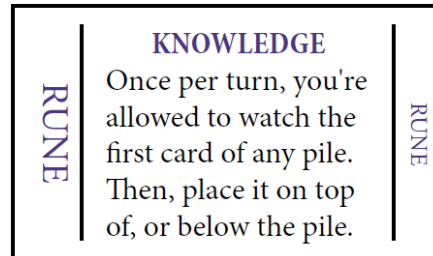 RUNE
KNOWLEDGE
Once per turn, you're
allowed to watch the
first card of any pile.
Then, place it on top
of, or below the pile.
RUNE